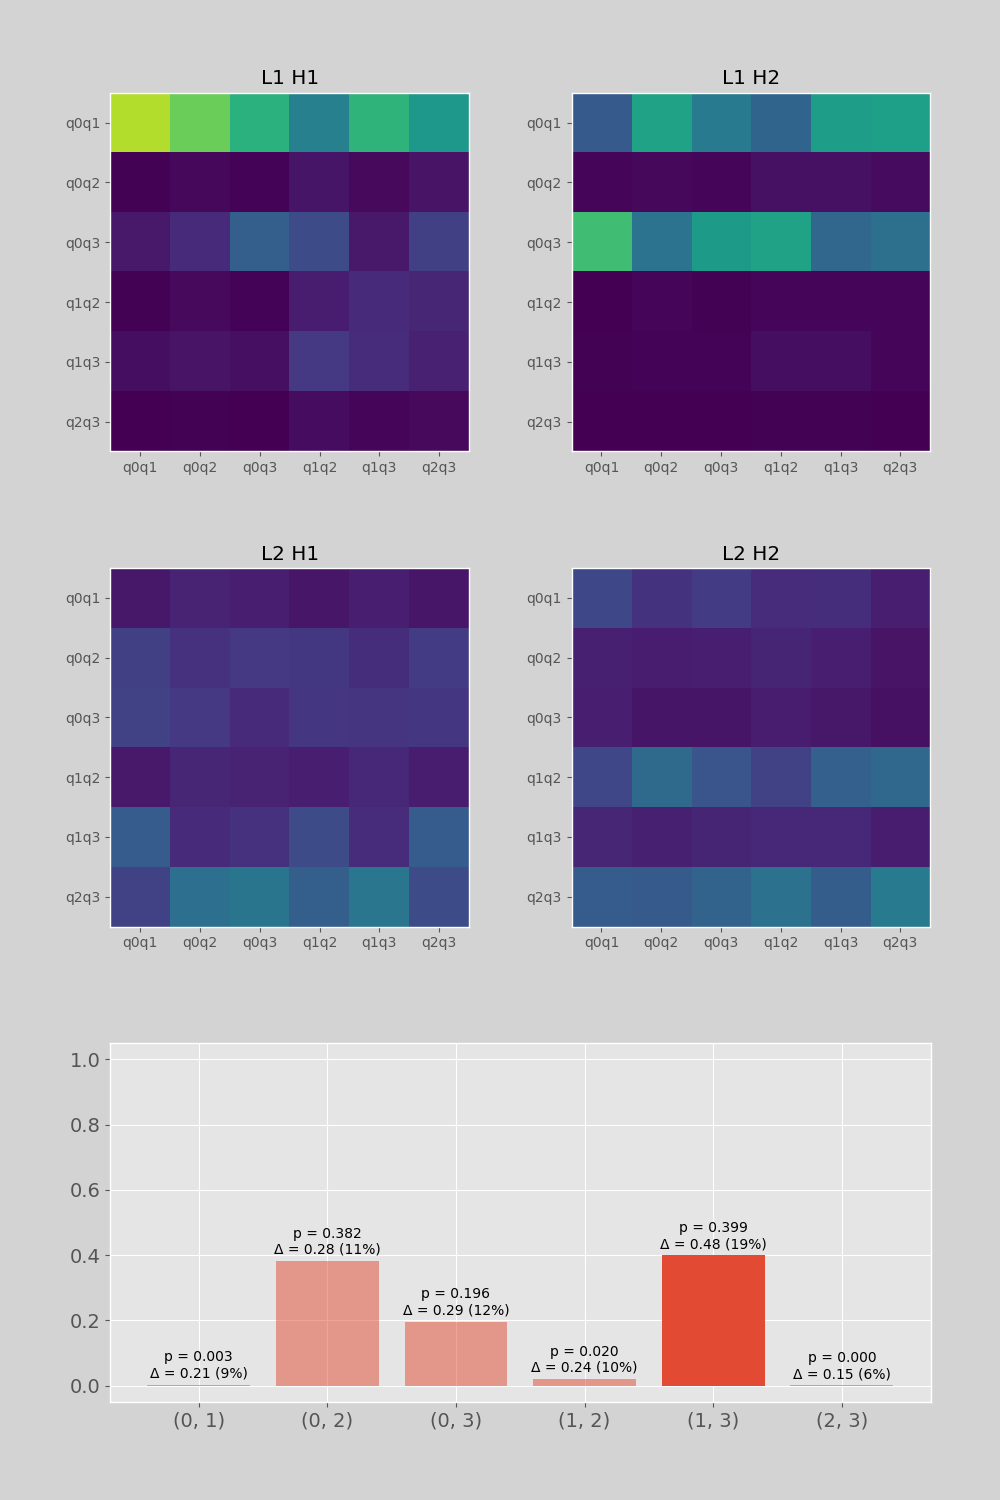 L1 H1
L1 H2
q0q1
q0q2
q0q3
q1q2
q1q3
q2q3
q0q1 q0q2 q0q3 q1q2 q1q3 q2q3
q0q1
q0q2
q0q3
q1q2
q1q3
q2q3
q0q1 q0q2 q0q3 q1q2 q1q3 q2q3
L2 H1
L2 H2
q0q1
q0q2
q0q3
q1q2
q1q3
q2q3
q0q1 q0q2 q0q3 q1q2 q1q3 q2q3
q0q1
q0q2
q0q3
q1q2
q1q3
q2q3
q0q1 q0q2 q0q3 q1q2 q1q3 q2q3
1.0
0.8
0.6
0.4
0.2
0.0
p = 0.003
Δ = 0.21 (9%)
p = 0.382
Δ = 0.28 (11%)
p = 0.196
Δ = 0.29 (12%)
p = 0.020
Δ = 0.24 (10%)
p = 0.399
Δ = 0.48 (19%)
p = 0.000
Δ = 0.15 (6%)
(0, 1) (0, 2) (0, 3) (1, 2) (1, 3) (2, 3)